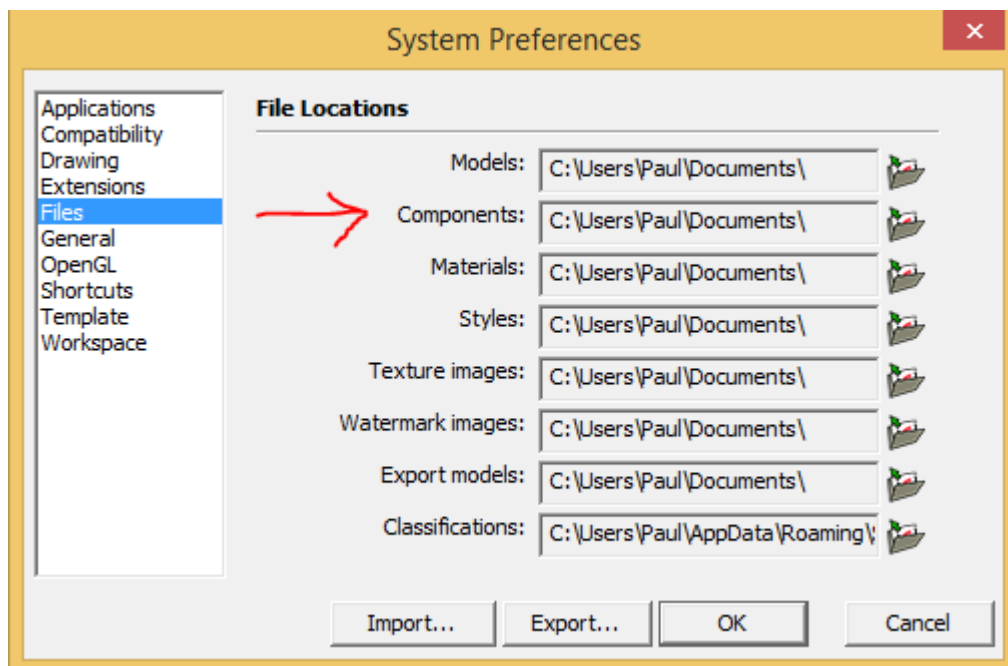 System Preferences
Applications
Compatibility
Drawing
Extensions
Files
General
OpenGL
Shortcuts
Template
Workspace
File Locations
Models: C:\Users\Paul\Documents\
Components: C:\Users\Paul\Documents\
Materials: C:\Users\Paul\Documents\
Styles: C:\Users\Paul\Documents\
Texture images: C:\Users\Paul\Documents\
Watermark images: C:\Users\Paul\Documents\
Export models: C:\Users\Paul\Documents\
Classifications: C:\Users\Paul\AppData\Roaming\
Import... Export... OK Cancel